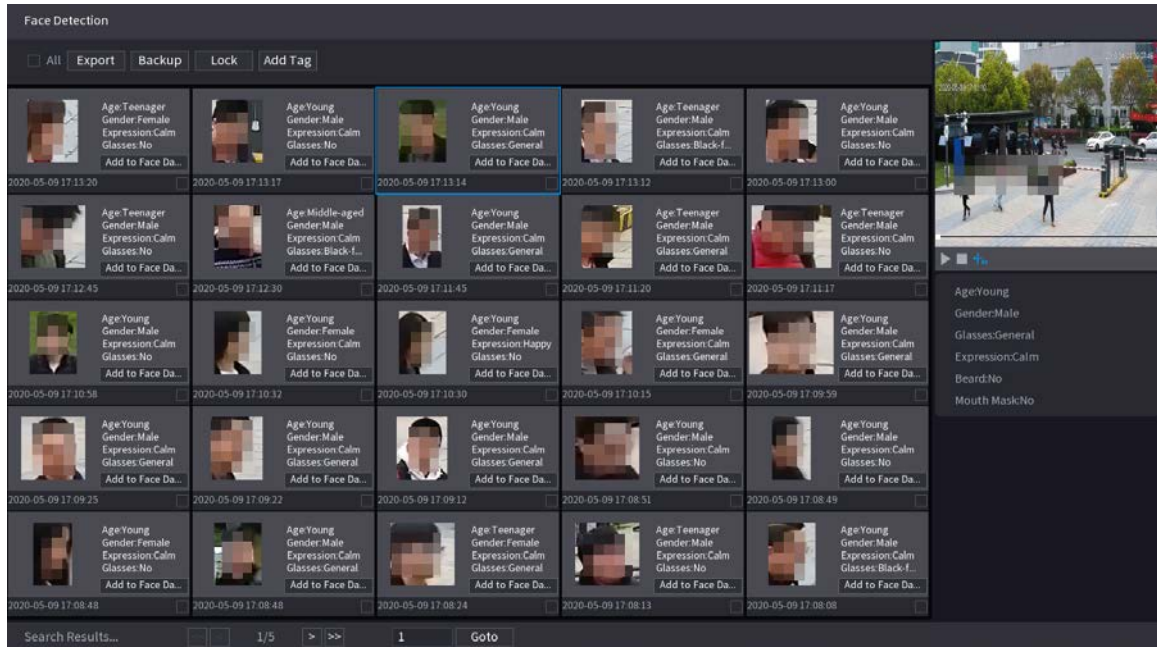 Face Detection
All Export Backup Lock Add Tag
Age:Teenager
Gender:Female
Expression:Calm
Glasses:No
Add to Face Da...
2020-05-09 17:13:20
Age:Young
Gender:Male
Expression:Calm
Glasses:No
Add to Face Da...
2020-05-09 17:13:17
Age:Young
Gender:Male
Expression:Calm
Glasses:General
Add to Face Da...
2020-05-09 17:13:14
Age:Teenager
Gender:Male
Expression:Calm
Glasses:Black-f...
Add to Face Da...
2020-05-09 17:13:12
Age:Young
Gender:Male
Expression:Calm
Glasses:No
Add to Face Da...
2020-05-09 17:13:00
Age:Teenager
Gender:Male
Expression:Calm
Glasses:No
Add to Face Da...
2020-05-09 17:12:45
Age:Middle-aged
Gender:Male
Expression:Calm
Glasses:Black-f...
Add to Face Da...
2020-05-09 17:12:30
Age:Young
Gender:Male
Expression:Calm
Glasses:General
Add to Face Da...
2020-05-09 17:11:45
Age:Teenager
Gender:Male
Expression:Calm
Glasses:General
Add to Face Da...
2020-05-09 17:11:20
Age:Teenager
Gender:Male
Expression:Calm
Glasses:No
Add to Face Da...
2020-05-09 17:11:17
Age:Young
Gender:Male
Expression:Calm
Glasses:No
Add to Face Da...
2020-05-09 17:10:58
Age:Young
Gender:Female
Expression:Calm
Glasses:No
Add to Face Da...
2020-05-09 17:10:32
Age:Young
Gender:Female
Expression:Happy
Glasses:No
Add to Face Da...
2020-05-09 17:10:30
Age:Young
Gender:Female
Expression:Calm
Glasses:General
Add to Face Da...
2020-05-09 17:10:15
Age:Young
Gender:Male
Expression:Calm
Glasses:General
Add to Face Da...
2020-05-09 17:09:59
Age:Young
Gender:Male
Expression:Calm
Glasses:General
Add to Face Da...
2020-05-09 17:09:25
Age:Young
Gender:Male
Expression:Calm
Glasses:General
Add to Face Da...
2020-05-09 17:09:22
Age:Young
Gender:Male
Expression:Calm
Glasses:General
Add to Face Da...
2020-05-09 17:09:12
Age:Young
Gender:Male
Expression:Calm
Glasses:No
Add to Face Da...
2020-05-09 17:08:51
Age:Young
Gender:Male
Expression:Calm
Glasses:No
Add to Face Da...
2020-05-09 17:08:49
Age:Young
Gender:Female
Expression:Calm
Glasses:No
Add to Face Da...
2020-05-09 17:08:48
Age:Young
Gender:Male
Expression:Calm
Glasses:General
Add to Face Da...
2020-05-09 17:08:48
Age:Teenager
Gender:Female
Expression:Calm
Glasses:General
Add to Face Da...
2020-05-09 17:08:24
Age:Teenager
Gender:Male
Expression:Calm
Glasses:No
Add to Face Da...
2020-05-09 17:08:13
Age:Young
Gender:Male
Expression:Calm
Glasses:Black-f...
Add to Face Da...
2020-05-09 17:08:08
Age:Young
Gender:Male
Glasses:General
Expression:Calm
Beard:No
Mouth Mask:No
Search Results... 1/5 > >> 1 Goto